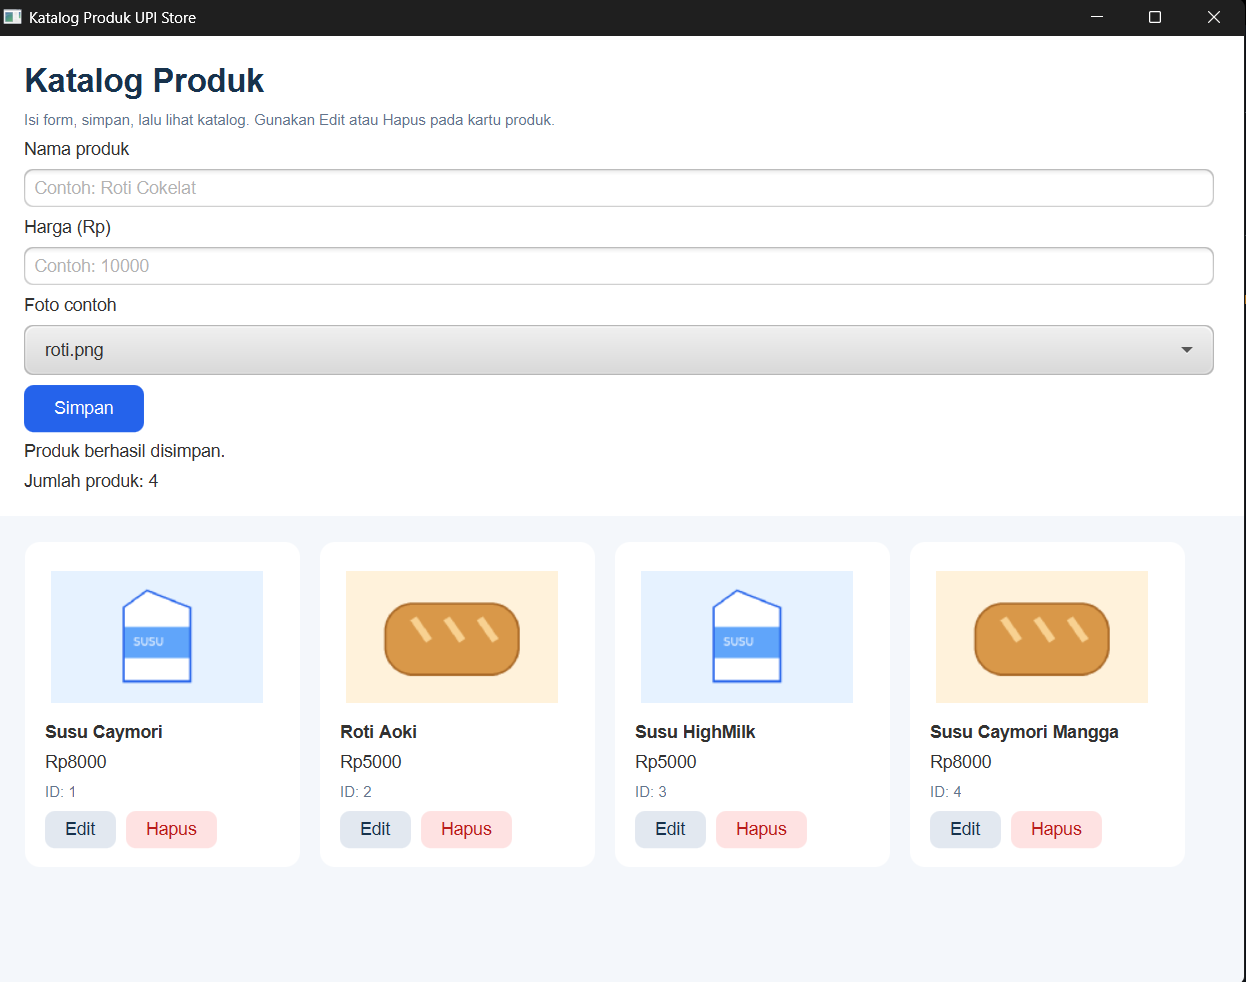 Katalog Produk UPI Store
Katalog Produk
Isi form, simpan, lalu lihat katalog. Gunakan Edit atau Hapus pada kartu produk.
Nama produk
Contoh: Roti Cokelat
Harga (Rp)
Contoh: 10000
Foto contoh
roti.png
Simpan
Produk berhasil disimpan.
Jumlah produk: 4
SUSU
Susu Caymori
Rp8000
ID: 1
Edit Hapus
Roti Aoki
Rp5000
ID: 2
Edit Hapus
SUSU
Susu HighMilk
Rp5000
ID: 3
Edit Hapus
Susu Caymori Mangga
Rp8000
ID: 4
Edit Hapus